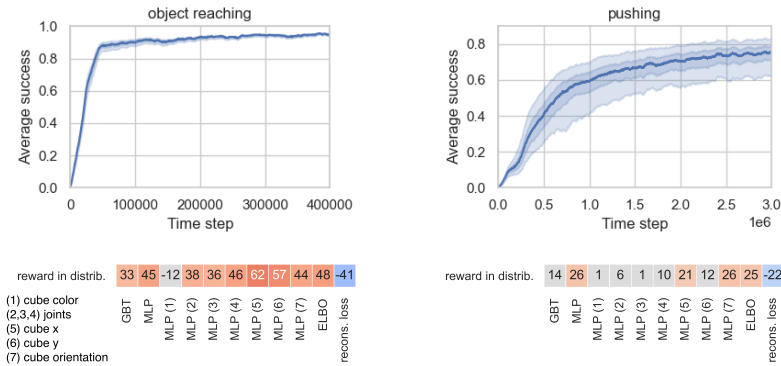 object reaching
Average success
1.0
0.8
0.6
0.4
0.2
0.0
0 100000 200000 300000 400000
Time step
reward in distrib. 33 45 -12 38 36 46 62 57 44 48 -41
GBT MLP MLP (1) MLP (2) MLP (3) MLP (4) MLP (5) MLP (6) MLP (7) ELBO recons. loss
(1) cube color
(2,3,4) joints
(5) cube x
(6) cube y
(7) cube orientation
pushing
Average success
0.8
0.6
0.4
0.2
0.0
0.0 0.5 1.0 1.5 2.0 2.5 3.0
Time step 1e6
reward in distrib. 14 26 1 6 1 10 21 12 26 25 -22
GBT MLP MLP (1) MLP (2) MLP (3) MLP (4) MLP (5) MLP (6) MLP (7) ELBO recons. loss